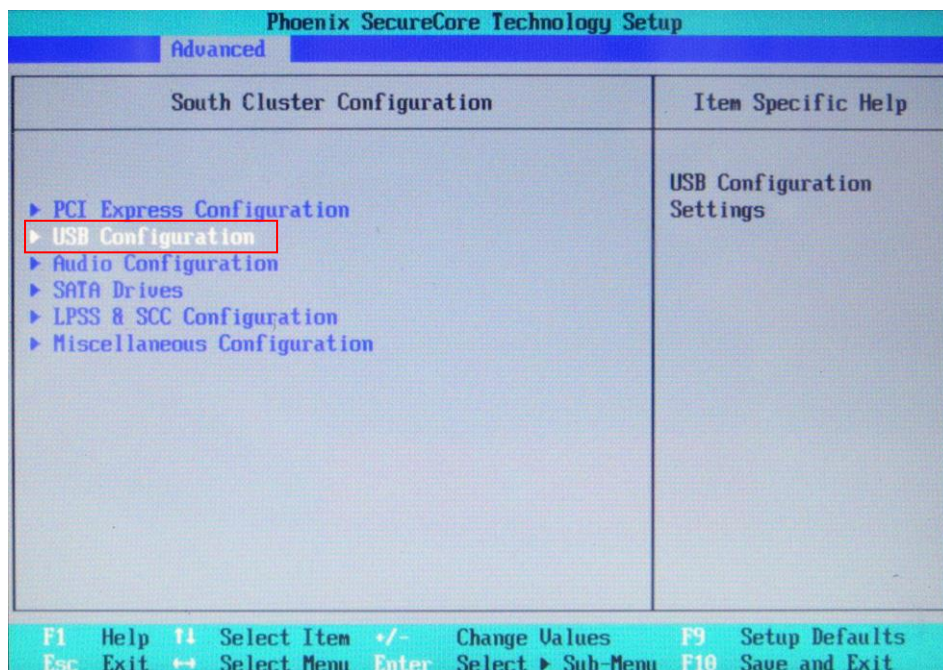 Phoenix SecureCore Technology Setup
Advanced
South Cluster Configuration
Item Specific Help
USB Configuration
Settings
▶ PCI Express Configuration
▶ USB Configuration
▶ Audio Configuration
▶ SATA Drives
▶ LPSS & SCC Configuration
▶ Miscellaneous Configuration
F1 Help ↑↓ Select Item +/- Change Values F9 Setup Defaults
Esc Exit ↔ Select Menu Enter Select ▶ Sub-Menu F10 Save and Exit